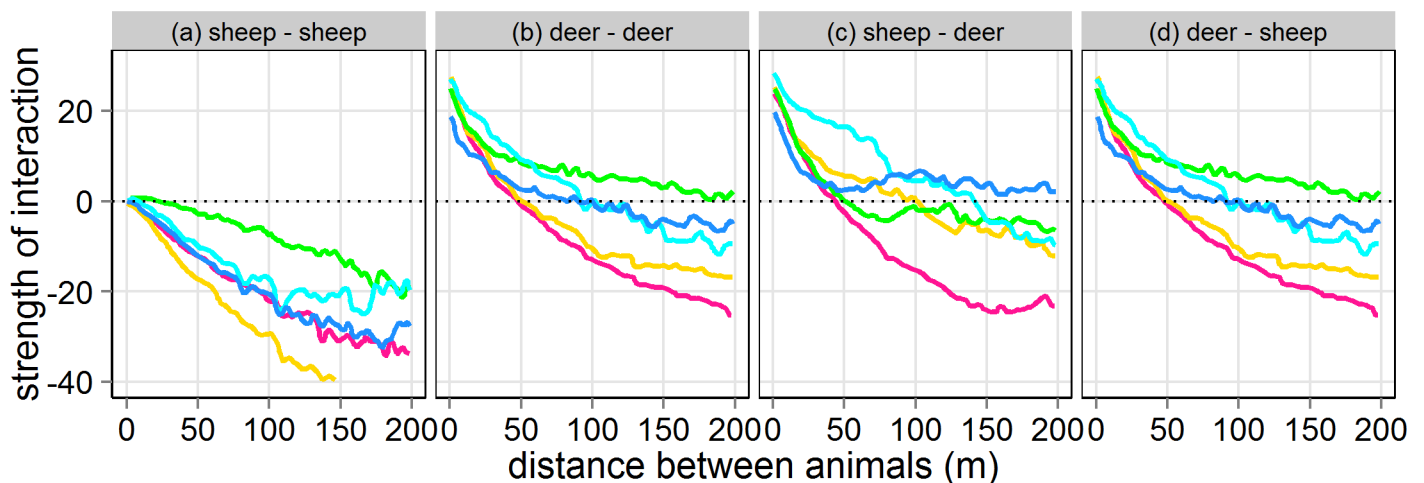 (a) sheep - sheep
(b) deer - deer
(c) sheep - deer
(d) deer - sheep
strength of interaction
20
0
-20
-40
0 50 100 150 200
0 50 100 150 200
0 50 100 150 200
0 50 100 150 200
distance between animals (m)